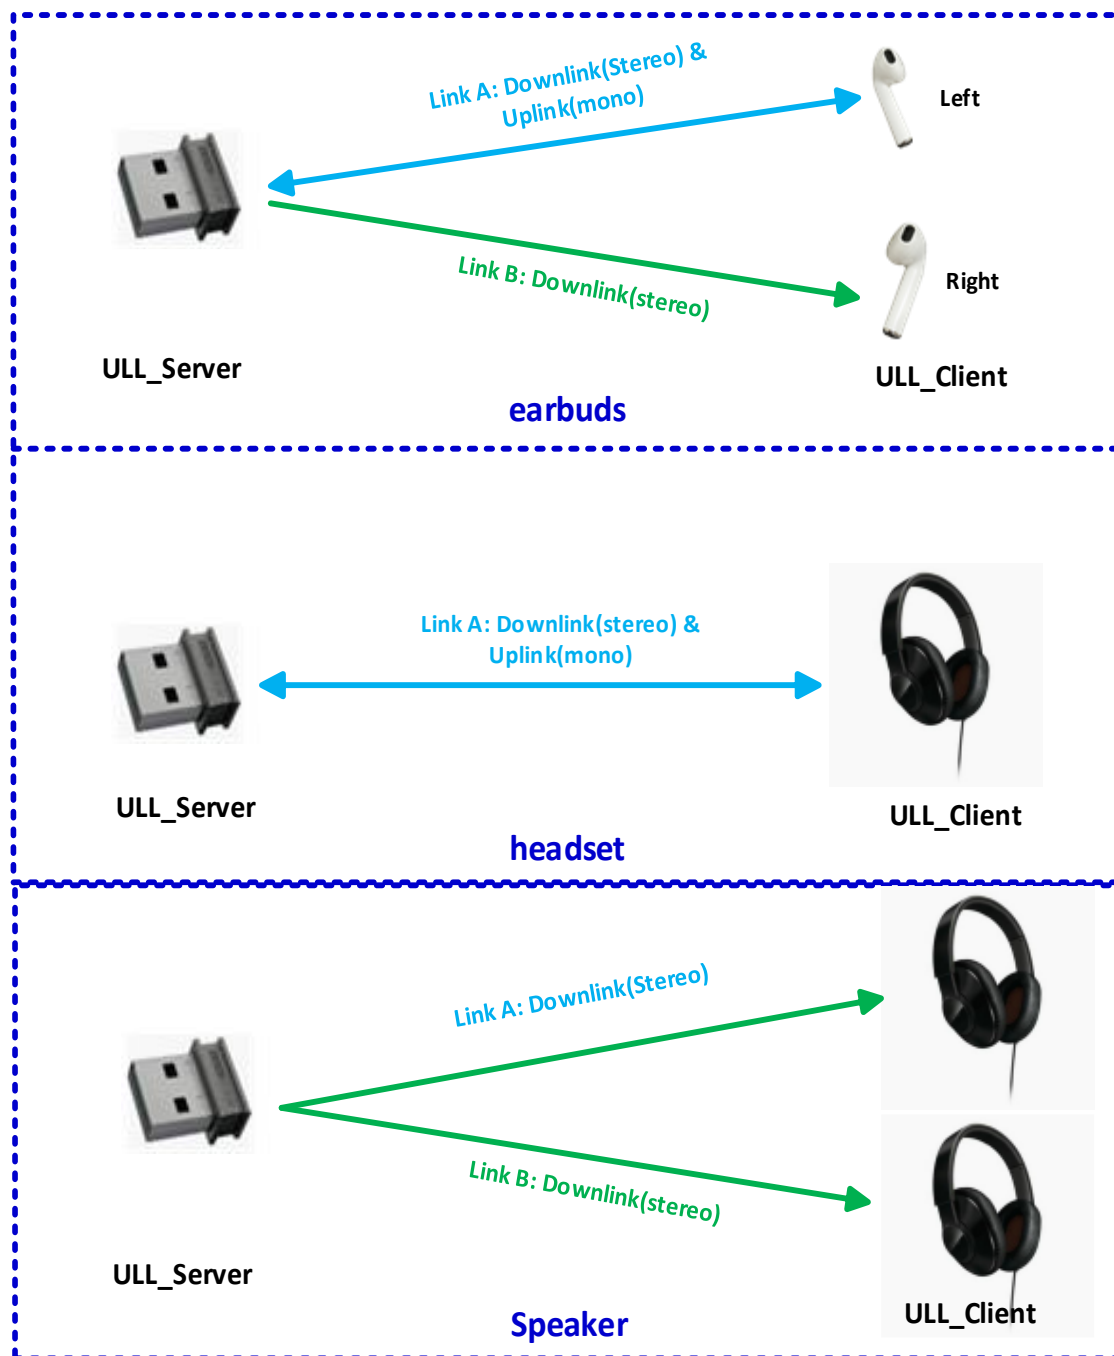 Link A: Downlink(Stereo) &
Uplink(mono)
Left
Link B: Downlink(stereo)
Right
ULL_Server
ULL_Client
earbuds
Link A: Downlink(stereo) &
Uplink(mono)
ULL_Server
ULL_Client
headset
Link A: Downlink(Stereo)
Link B: Downlink(stereo)
ULL_Server
ULL_Client
Speaker